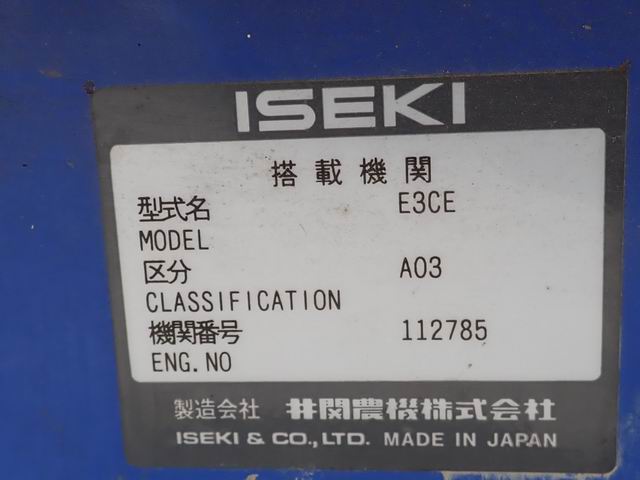 ISEKI
搭載機関
型式名 E3CE
MODEL
区分 A03
CLASSIFICATION
機関番号 112785
ENG.NO
製造会社 井関農機株式会社
ISEKI & CO.,LTD. MADE IN JAPAN